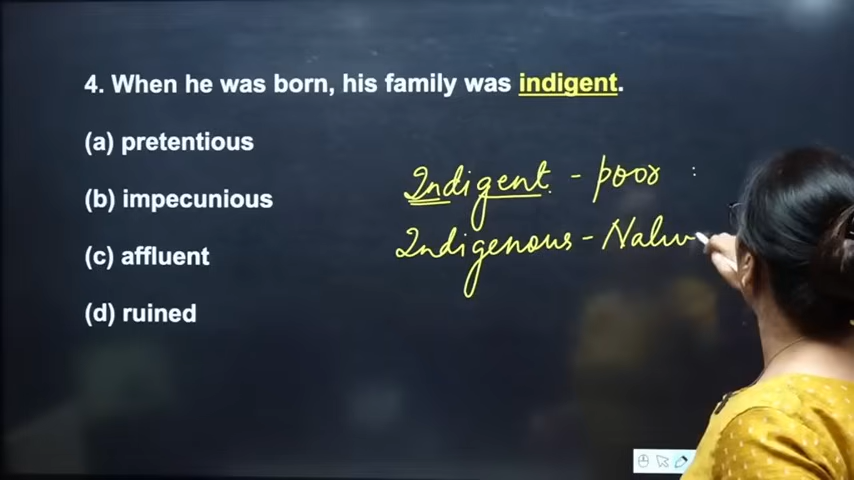 4. When he was born, his family was indigent.
(a) pretentious
(b) impecunious
(c) affluent
(d) ruined
Indigent - poor :
Indigenous -